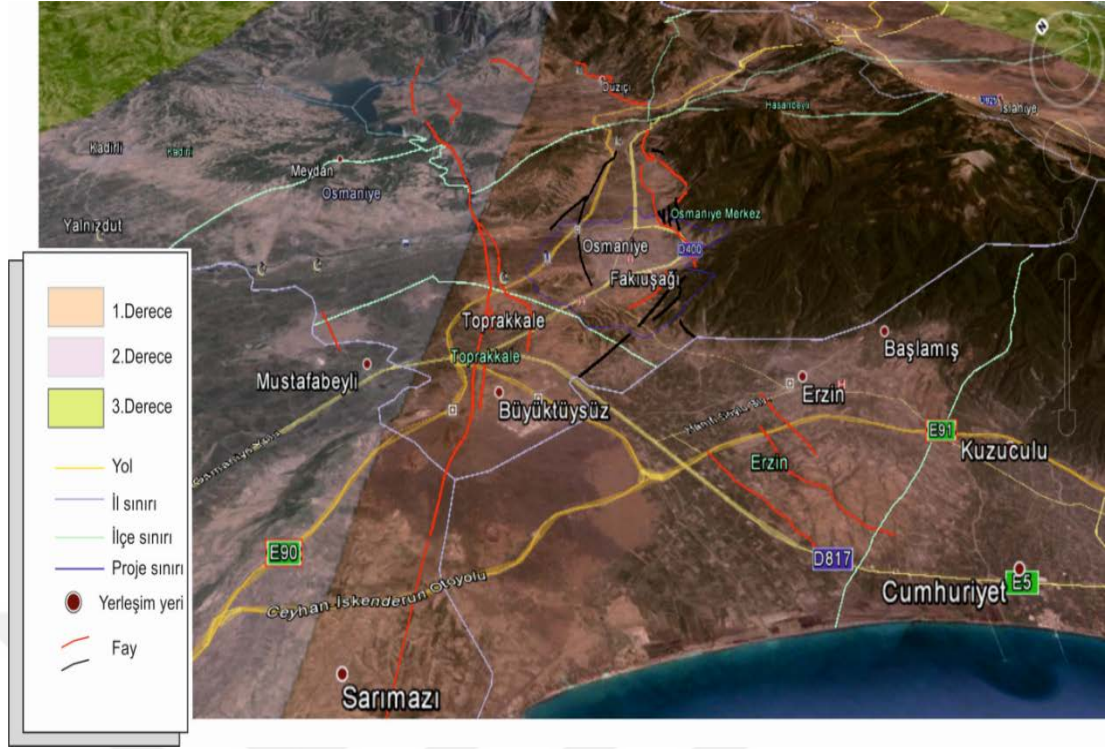 Düziçi
Hasanbeyli
İslahiye
Kadirli
Kadirli
Meydan
Osmaniye
Yalnızdut
Osmaniye Merkez
Osmaniye
D400
Fakıuşağı
Toprakkale
Toprakkale
Mustafabeyli
Büyüktüysüz
Başlamış
Erzin
E91
Kuzuculu
Erzin
E90
D817
Ceyhan İskenderun Otoyolu
Cumhuriyet
E5
Sarımazı
1.Derece
2.Derece
3.Derece
Yol
İl sınırı
İlçe sınırı
Proje sınırı
Yerleşim yeri
Fay